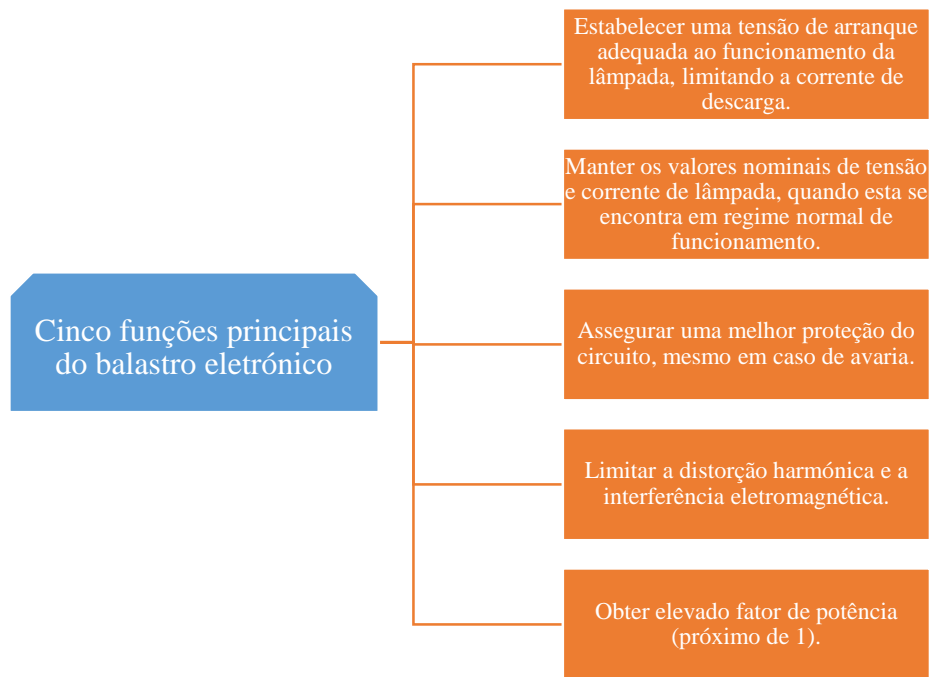 Cinco funções principais
do balastro eletrónico
Estabelecer uma tensão de arranque
adequada ao funcionamento da
lâmpada, limitando a corrente de
descarga.
Manter os valores nominais de tensão
e corrente de lâmpada, quando esta se
encontra em regime normal de
funcionamento.
Assegurar uma melhor proteção do
circuito, mesmo em caso de avaria.
Limitar a distorção harmónica e a
interferência eletromagnética.
Obter elevado fator de potência
(próximo de 1).